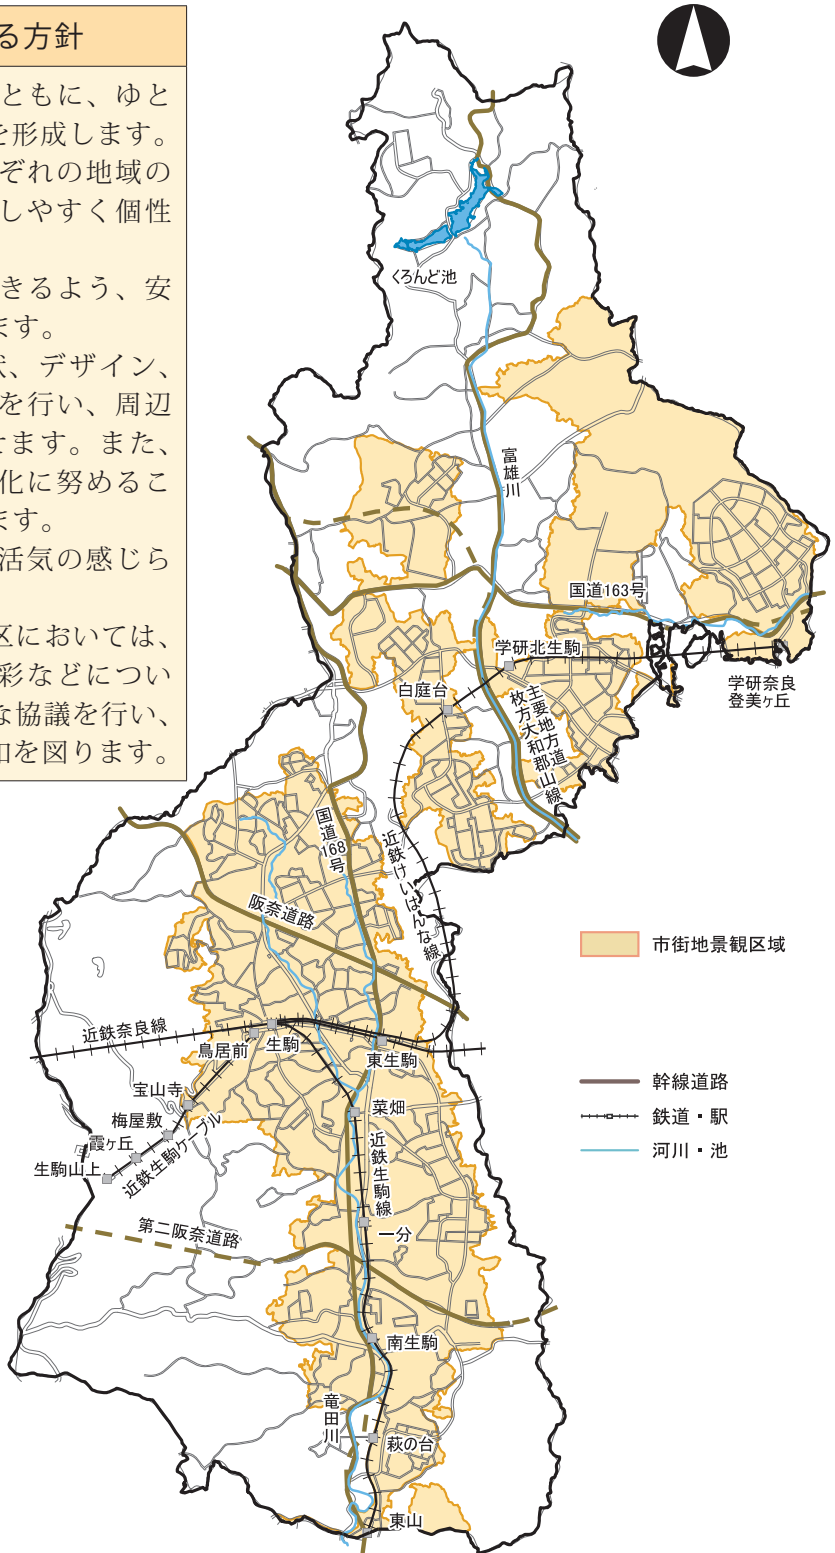 る方針
ともに、ゆと
を形成します。
ぞれの地域の
しやすく個性
きるよう、安
ます。
状、デザイン、
を行い、周辺
せます。また、
化に努めるこ
ます。
活気の感じら
区においては、
彩などについ
な協議を行い、
和を図ります。
くろんど池
富雄川
国道163号
学研北生駒
白庭台
学研奈良
登美ヶ丘
主要地方道
枚方大和郡山線
国道168号
近鉄けいはんな線
阪奈道路
市街地景観区域
近鉄奈良線
鳥居前
生駒
東生駒
宝山寺
菜畑
梅屋敷
霞ヶ丘
生駒山上
近鉄生駒ケーブル
近鉄生駒線
幹線道路
鉄道・駅
河川・池
第二阪奈道路
一分
南生駒
竜田川
萩の台
東山